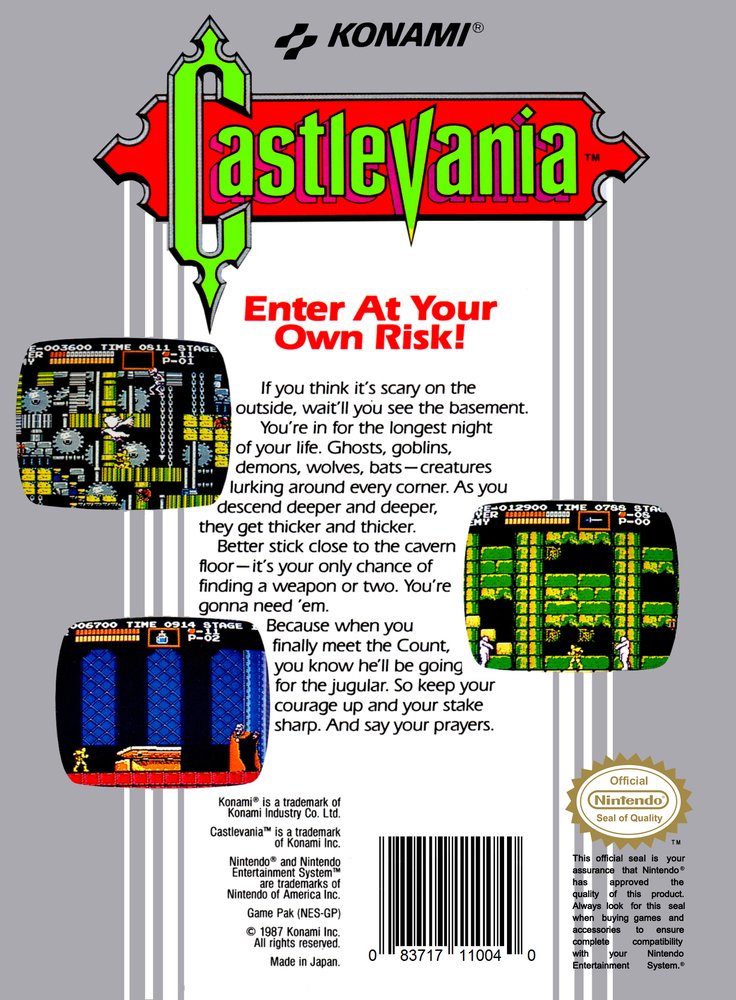 KONAMI®
Castlevania™
Enter At Your
Own Risk!
If you think it's scary on the
outside, wait'll you see the basement.
You're in for the longest night
of your life. Ghosts, goblins,
demons, wolves, bats—creatures
lurking around every corner. As you
descend deeper and deeper,
they get thicker and thicker.
Better stick close to the cavern
floor—it's your only chance of
finding a weapon or two. You're
gonna need 'em.
Because when you
finally meet the Count,
you know he'll be going
for the jugular. So keep your
courage up and your stake
sharp. And say your prayers.
E-003600 TIME 0811 STAGE
ER -11
MY P-01
E-012900 TIME 0788 STAG
YER -08
EMY P-00
006700 TIME 0914 STAGE
-11
P-02
Konami® is a trademark of
Konami Industry Co. Ltd.
Castlevania™ is a trademark
of Konami Inc.
Nintendo® and Nintendo
Entertainment System™
are trademarks of
Nintendo of America Inc.
Game Pak (NES-GP)
© 1987 Konami Inc.
All rights reserved.
Made in Japan.
0 83717 11004 0
Official
Nintendo
Seal of Quality
TM
This official seal is your
assurance that Nintendo®
has approved the
quality of this product.
Always look for this seal
when buying games and
accessories to ensure
complete compatibility
with your Nintendo
Entertainment System.®